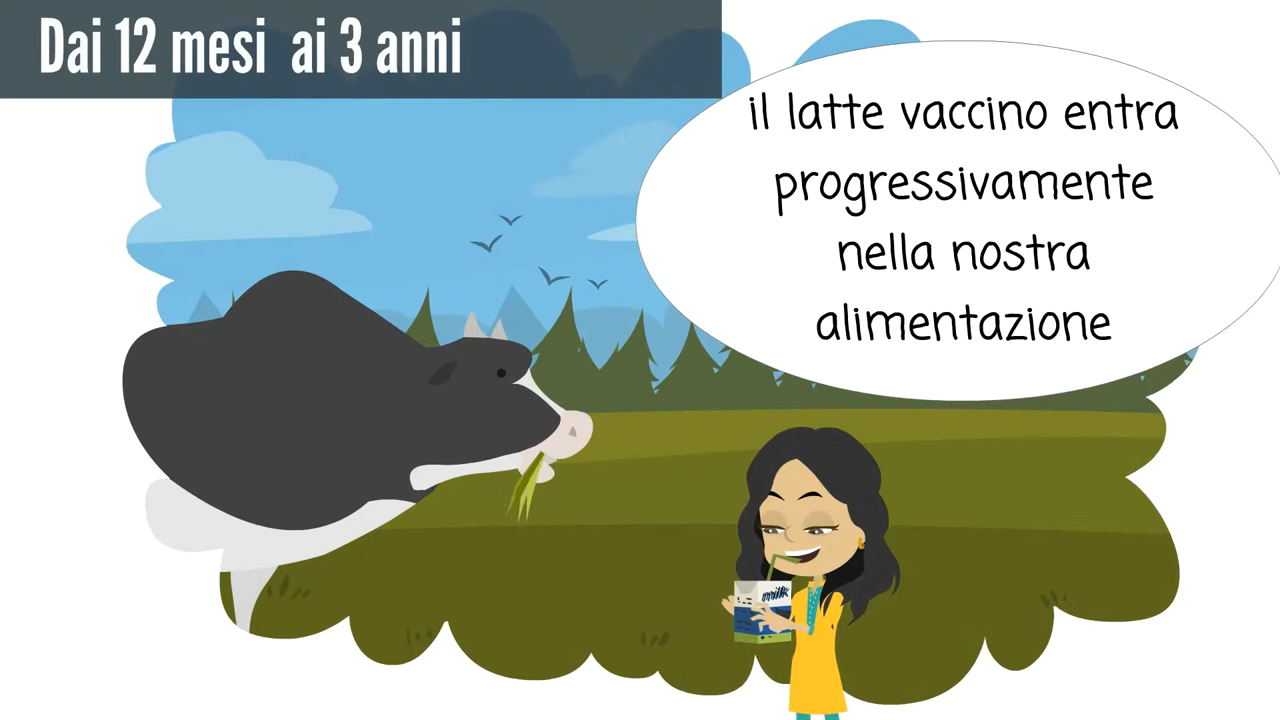 Dai 12 mesi ai 3 anni
il latte vaccino entra
progressivamente
nella nostra
alimentazione
milk